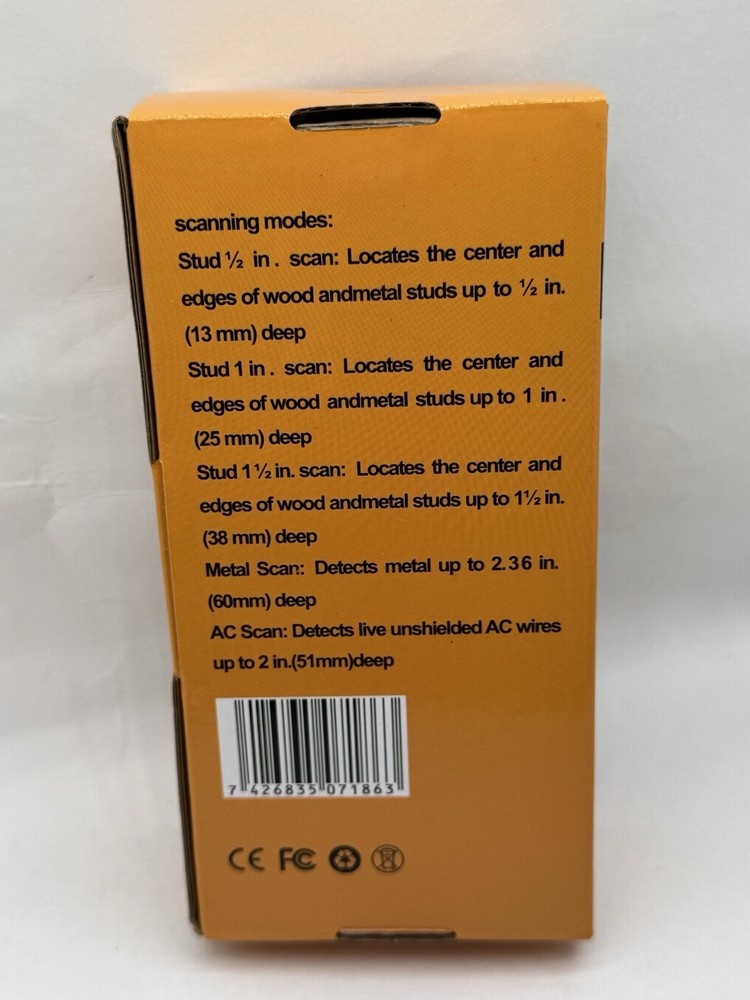 scanning modes:
Stud ½ in. scan: Locates the center and
edges of wood andmetal studs up to ½ in.
(13 mm) deep
Stud 1 in. scan: Locates the center and
edges of wood andmetal studs up to 1 in.
(25 mm) deep
Stud 1½ in. scan: Locates the center and
edges of wood andmetal studs up to 1½ in.
(38 mm) deep
Metal Scan: Detects metal up to 2.36 in.
(60mm) deep
AC Scan: Detects live unshielded AC wires
up to 2 in.(51mm)deep
7 426835 071863
CE FC